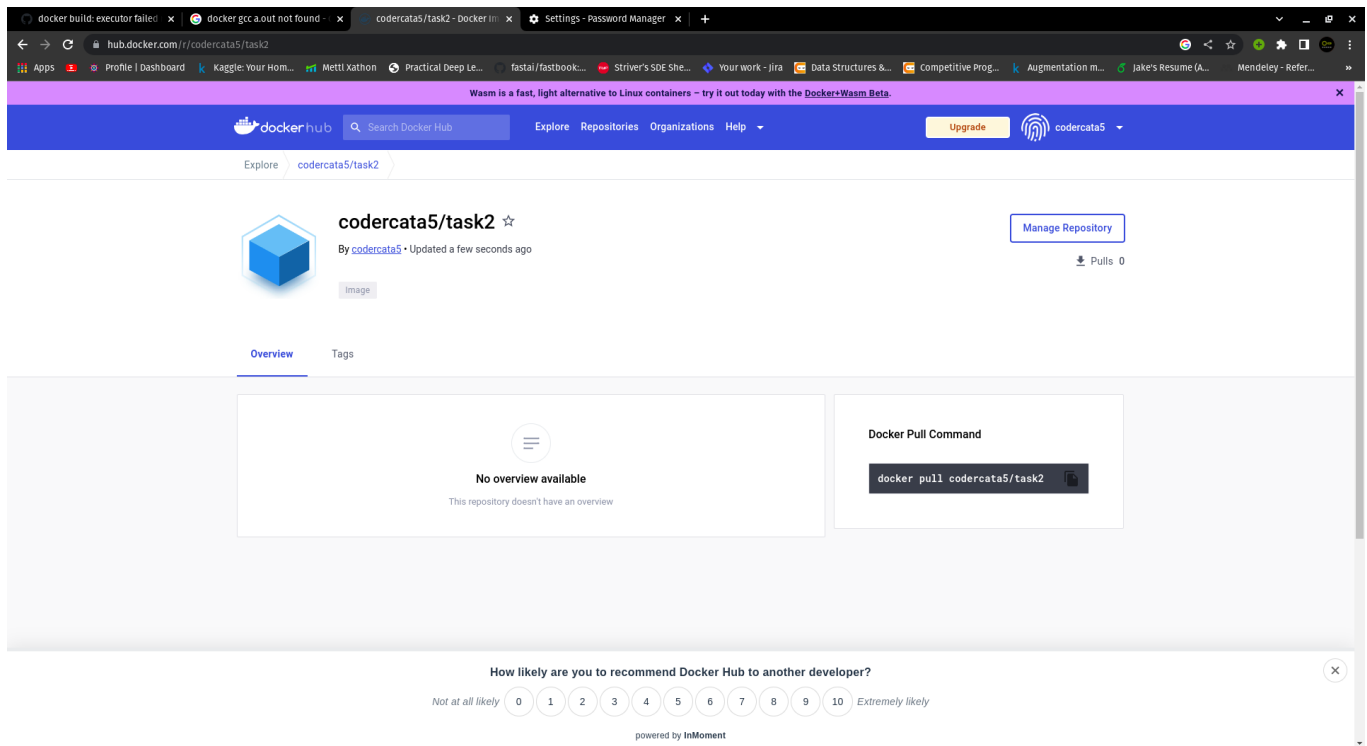 docker build: executor failed
docker gcc a.out not found -
codercata5/task2 - Docker Im
Settings - Password Manager
hub.docker.com/r/codercata5/task2
Apps
Profile | Dashboard
Kaggle: Your Hom...
Mettl Xathon
Practical Deep Le...
fastai/fastbook:...
Striver's SDE She...
Your work - Jira
Data Structures &...
Competitive Prog...
Augmentation m...
Jake's Resume (A...
Mendeley - Refer...
»
Wasm is a fast, light alternative to Linux containers – try it out today with the Docker+Wasm Beta.
dockerhub
Search Docker Hub
Explore
Repositories
Organizations
Help
Upgrade
codercata5
Explore
codercata5/task2
codercata5/task2
By codercata5 • Updated a few seconds ago
Image
Manage Repository
Pulls 0
Overview
Tags
No overview available
This repository doesn't have an overview
Docker Pull Command
docker pull codercata5/task2
How likely are you to recommend Docker Hub to another developer?
Not at all likely 0 1 2 3 4 5 6 7 8 9 10 Extremely likely
powered by InMoment